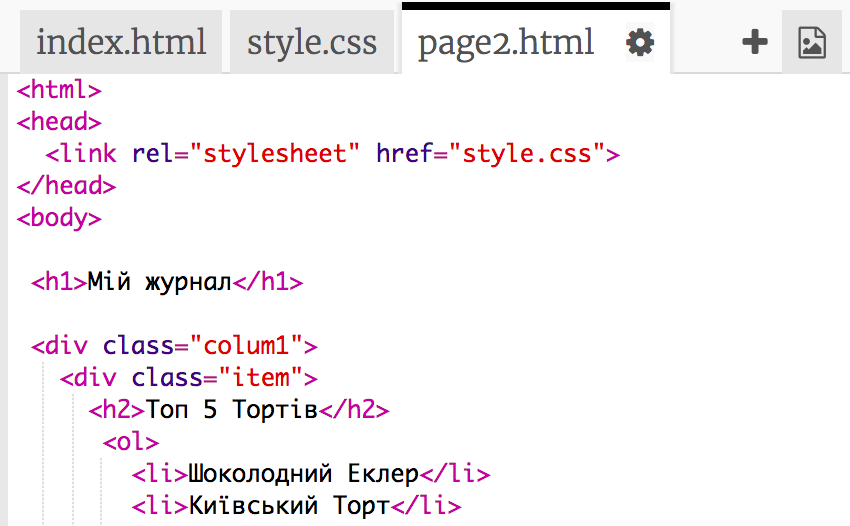 index.html style.css page2.html
<html>
<head>
<link rel="stylesheet" href="style.css">
</head>
<body>
<h1>Мій журнал</h1>
<div class="colum1">
<div class="item">
<h2>Топ 5 Тортів</h2>
<ol>
<li>Шоколодний Еклер</li>
<li>Київський Торт</li>